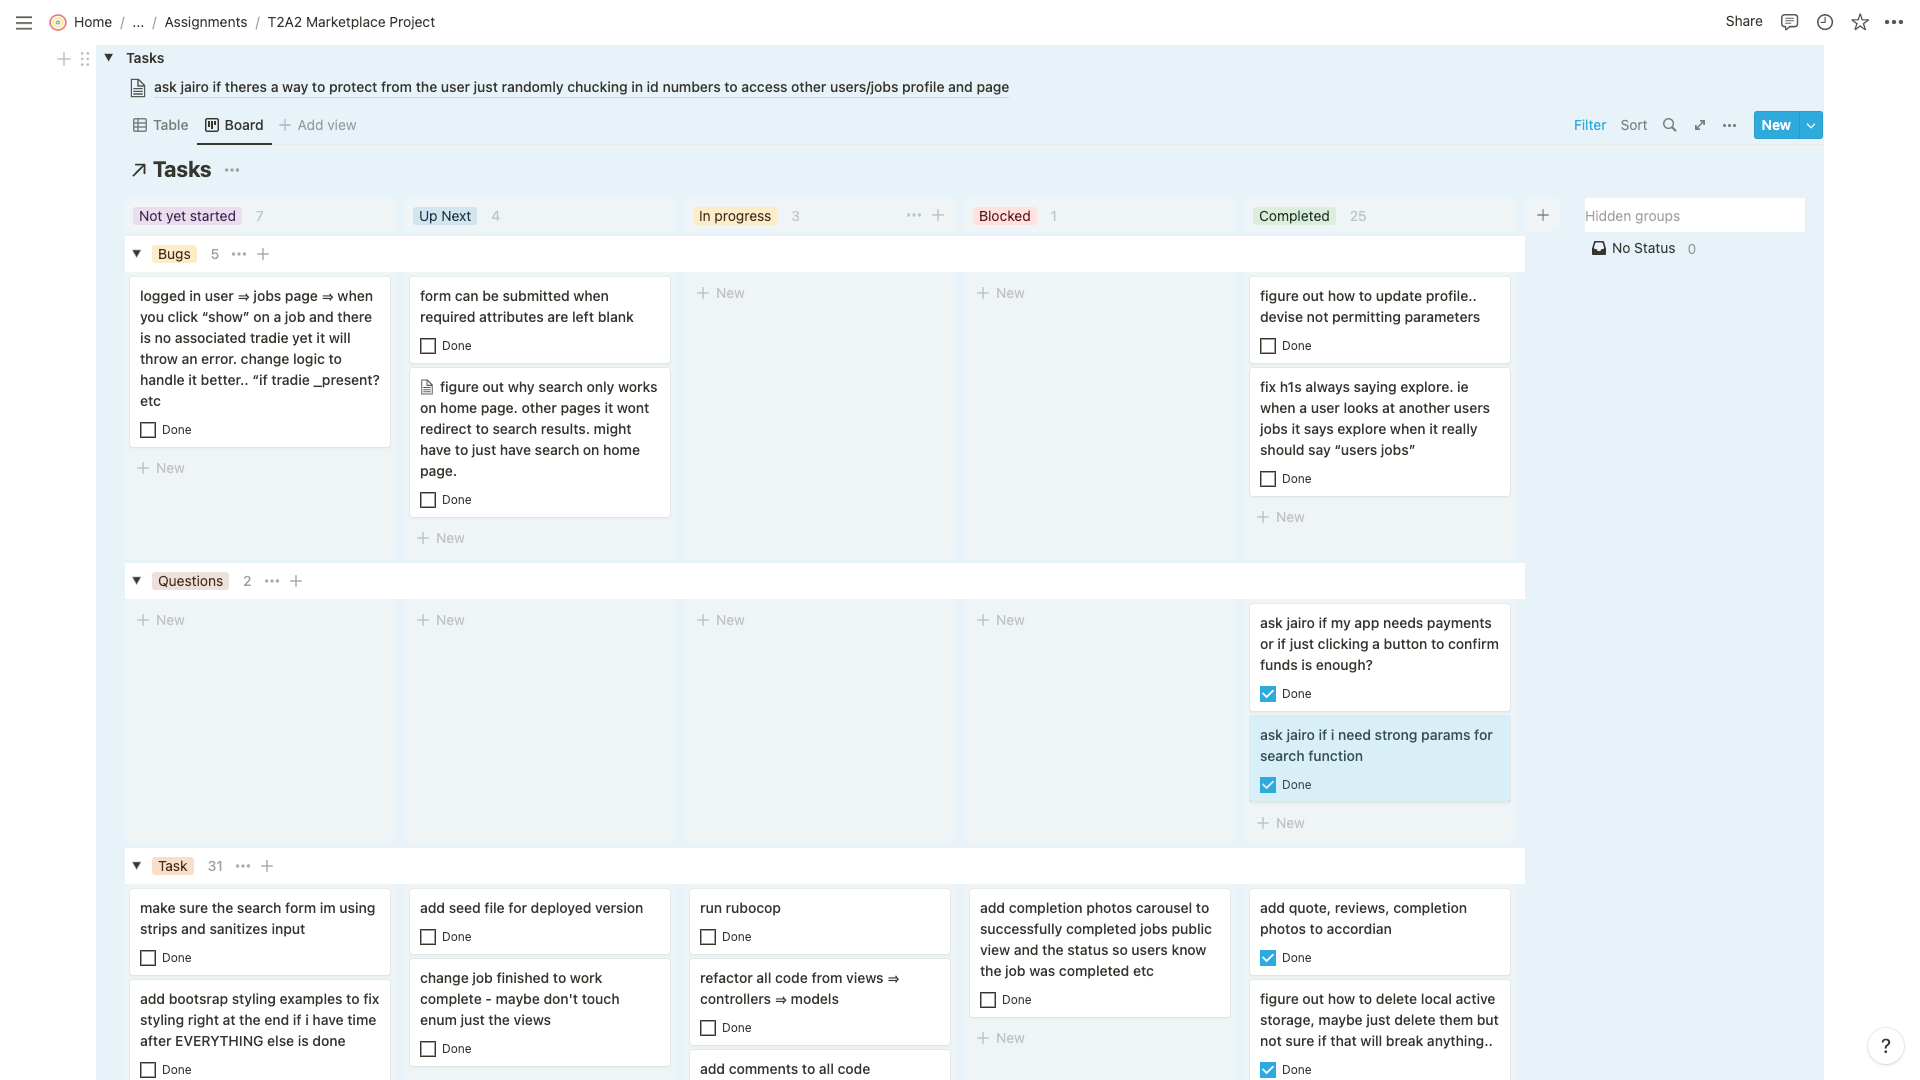 Home / ... / Assignments / T2A2 Marketplace Project
Share
Tasks
ask jairo if theres a way to protect from the user just randomly chucking in id numbers to access other users/jobs profile and page
Table Board Add view
Filter Sort New
Tasks
Not yet started 7
Up Next 4
In progress 3
Blocked 1
Completed 25
Hidden groups
No Status 0
Bugs 5
logged in user ⇒ jobs page ⇒ when
you click “show” on a job and there
is no associated tradie yet it will
throw an error. change logic to
handle it better.. “if tradie _present?
etc
Done
New
form can be submitted when
required attributes are left blank
Done
figure out why search only works
on home page. other pages it wont
redirect to search results. might
have to just have search on home
page.
Done
New
New
New
figure out how to update profile..
devise not permitting parameters
Done
fix h1s always saying explore. ie
when a user looks at another users
jobs it says explore when it really
should say “users jobs”
Done
New
Questions 2
New
New
New
New
ask jairo if my app needs payments
or if just clicking a button to confirm
funds is enough?
Done
ask jairo if i need strong params for
search function
Done
New
Task 31
make sure the search form im using
strips and sanitizes input
Done
add bootsrap styling examples to fix
styling right at the end if i have time
after EVERYTHING else is done
Done
add seed file for deployed version
Done
change job finished to work
complete - maybe don't touch
enum just the views
Done
run rubocop
Done
refactor all code from views ⇒
controllers ⇒ models
Done
add comments to all code
add completion photos carousel to
successfully completed jobs public
view and the status so users know
the job was completed etc
Done
New
add quote, reviews, completion
photos to accordian
Done
figure out how to delete local active
storage, maybe just delete them but
not sure if that will break anything..
Done
?